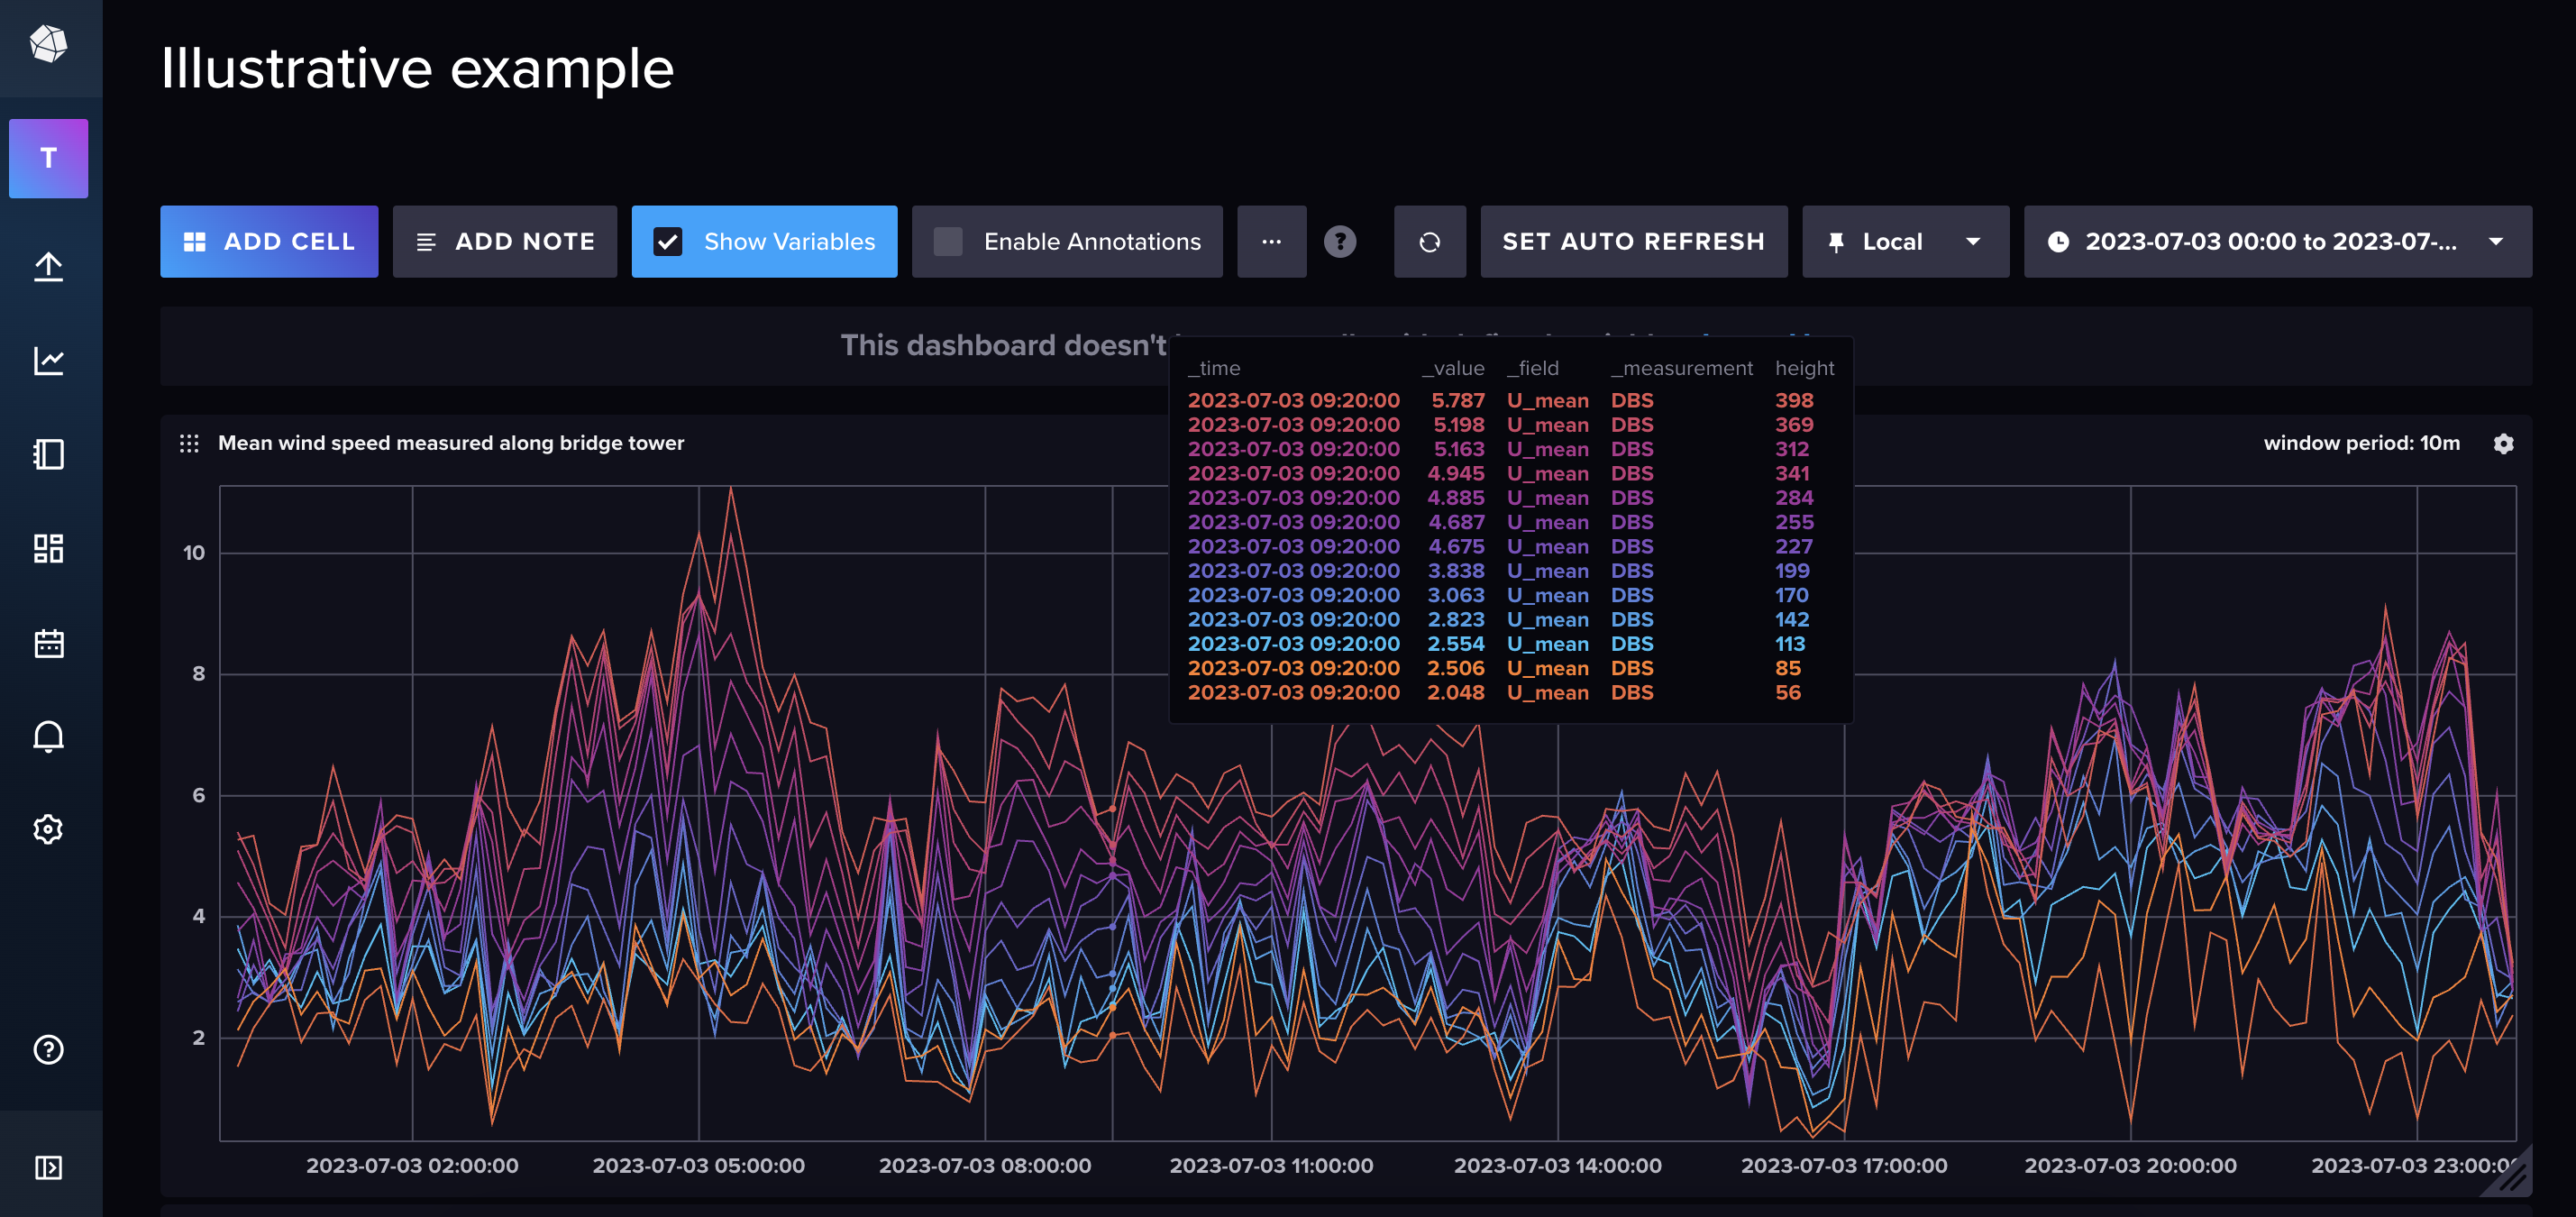 Illustrative example
T
ADD CELL ADD NOTE Show Variables Enable Annotations ... ? SET AUTO REFRESH Local 2023-07-03 00:00 to 2023-07-...
This dashboard doesn't
_time _value _field _measurement height
2023-07-03 09:20:00 5.787 U_mean DBS 398
2023-07-03 09:20:00 5.198 U_mean DBS 369
2023-07-03 09:20:00 5.163 U_mean DBS 312
2023-07-03 09:20:00 4.945 U_mean DBS 341
2023-07-03 09:20:00 4.885 U_mean DBS 284
2023-07-03 09:20:00 4.687 U_mean DBS 255
2023-07-03 09:20:00 4.675 U_mean DBS 227
2023-07-03 09:20:00 3.838 U_mean DBS 199
2023-07-03 09:20:00 3.063 U_mean DBS 170
2023-07-03 09:20:00 2.823 U_mean DBS 142
2023-07-03 09:20:00 2.554 U_mean DBS 113
2023-07-03 09:20:00 2.506 U_mean DBS 85
2023-07-03 09:20:00 2.048 U_mean DBS 56
Mean wind speed measured along bridge tower window period: 10m
10
8
6
4
2
2023-07-03 02:00:00 2023-07-03 05:00:00 2023-07-03 08:00:00 2023-07-03 11:00:00 2023-07-03 14:00:00 2023-07-03 17:00:00 2023-07-03 20:00:00 2023-07-03 23:00:00
?